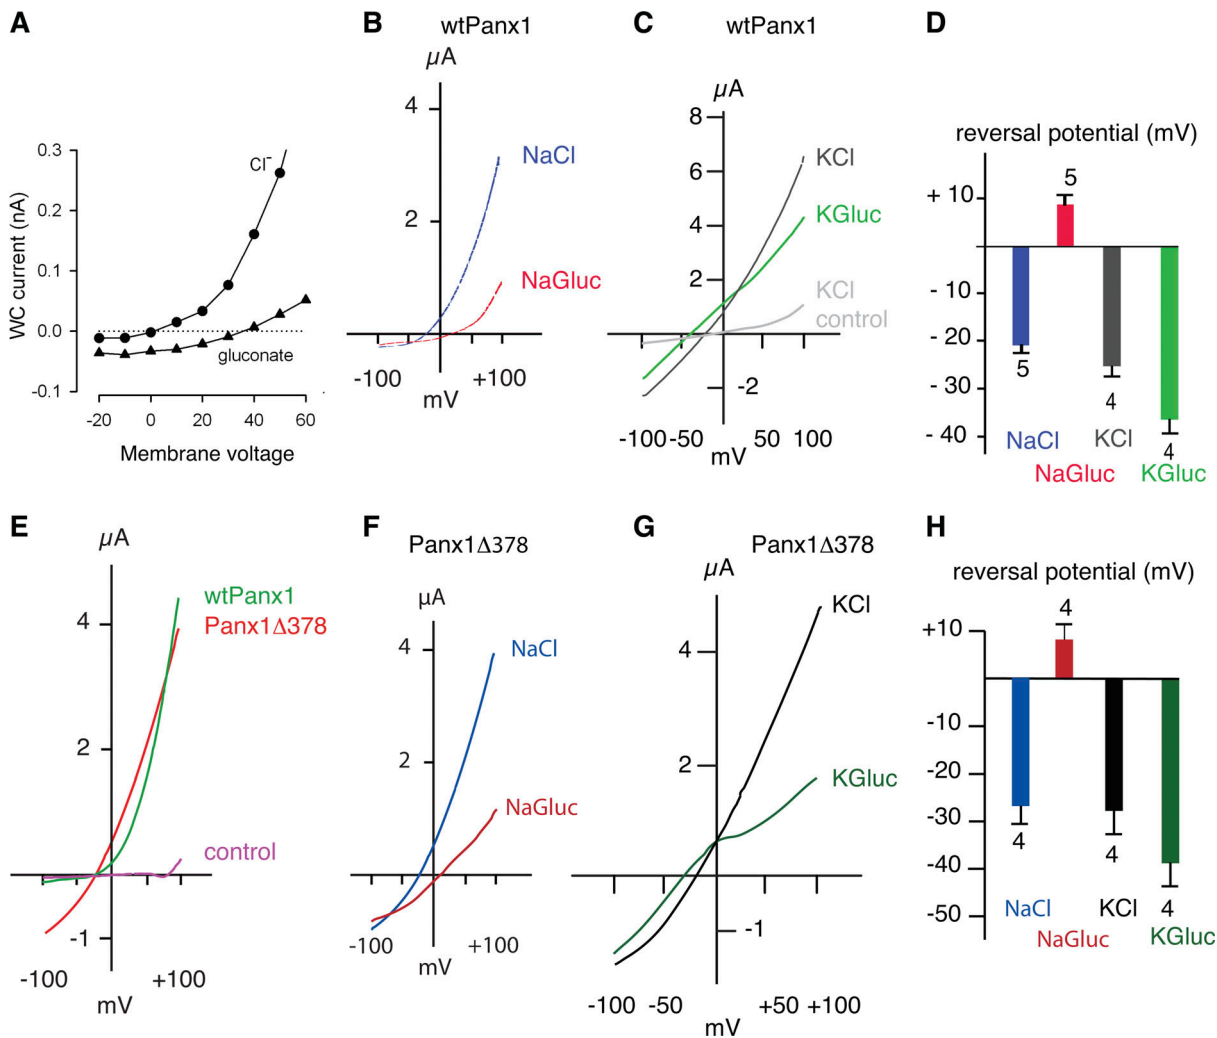 A
WC current (nA)
0.3
0.2
0.1
0.0
-0.1
Cl⁻
gluconate
-20 0 20 40 60
Membrane voltage
B
wtPanx1
µA
4
2
NaCl
NaGluc
-100 +100
mV
C
wtPanx1
µA
8
6
4
2
-2
KCl
KGluc
KCl
control
-100 -50 50 100
mV
D
reversal potential (mV)
+ 10
- 10
- 20
- 30
- 40
5
5
4
4
NaCl KCl
NaGluc KGluc
E
µA
4
2
-1
wtPanx1
Panx1Δ378
control
-100 +100
mV
F
Panx1Δ378
µA
4
2
NaCl
NaGluc
-100 +100
mV
G
Panx1Δ378
µA
4
2
-1
KCl
KGluc
-100 -50 +50 +100
mV
H
reversal potential (mV)
+10
-10
-20
-30
-40
-50
4
4
4
4
NaCl KCl
NaGluc KGluc